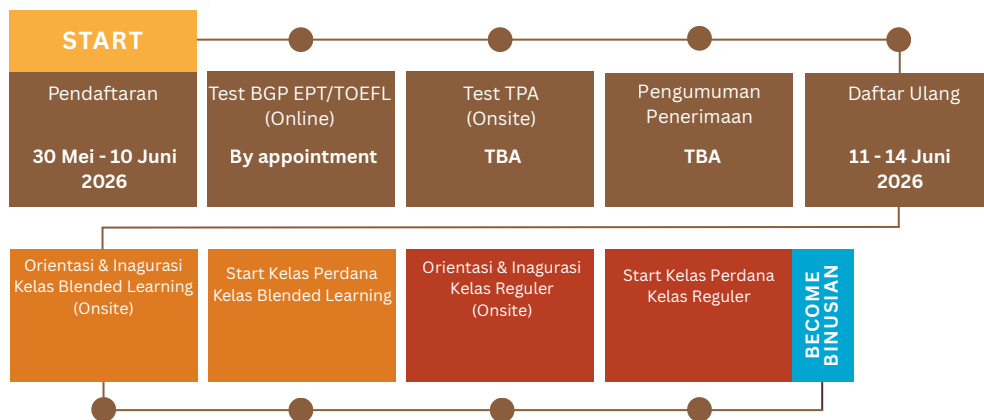 START
Pendaftaran
30 Mei - 10 Juni
2026
Test BGP EPT/TOEFL
(Online)
By appointment
Test TPA
(Onsite)
TBA
Pengumuman
Penerimaan
TBA
Daftar Ulang
11 - 14 Juni
2026
Orientasi & Inagurasi
Kelas Blended Learning
(Onsite)
Start Kelas Perdana
Kelas Blended Learning
Orientasi & Inagurasi
Kelas Reguler
(Onsite)
Start Kelas Perdana
Kelas Reguler
BECOME
BINUSIAN